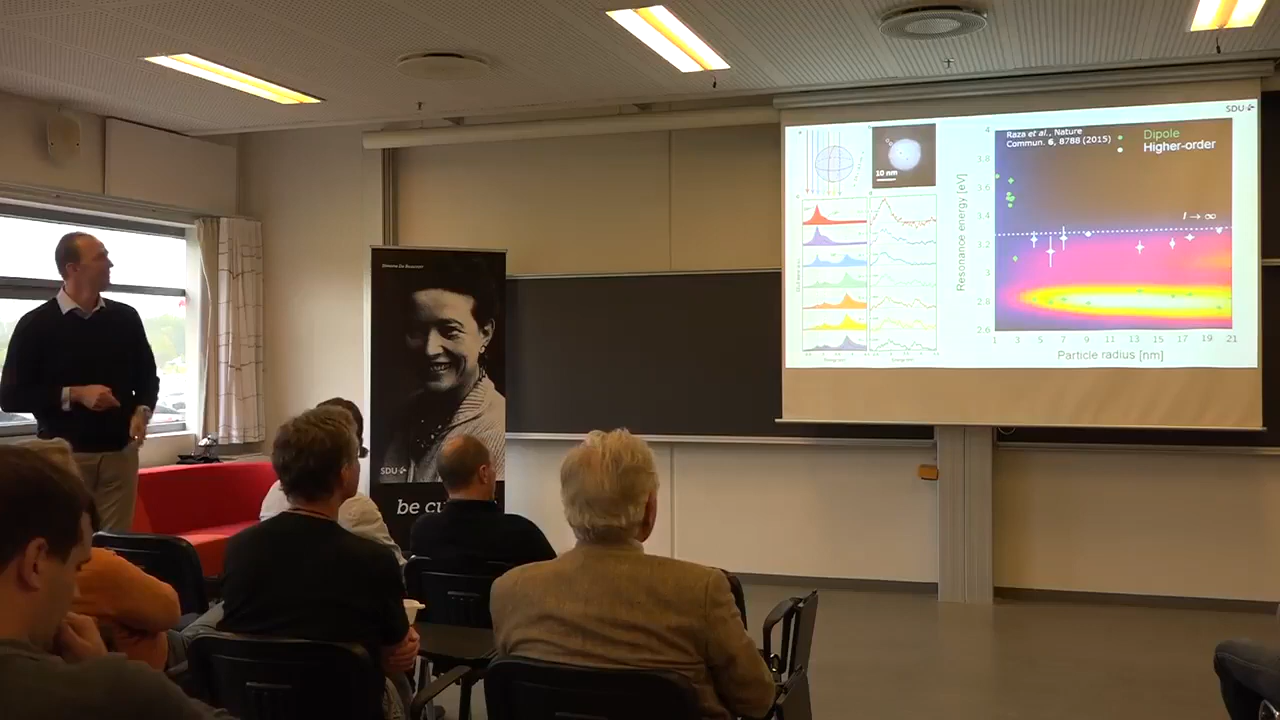 SDU
Raza et al., Nature
Commun. 6, 8788 (2015)
Dipole
Higher-order
10 nm
l → ∞
Resonance energy [eV]
4
3.8
3.6
3.4
3.2
3
2.8
2.6
1 3 5 7 9 11 13 15 17 19 21
Particle radius [nm]
Simone De Beauvoir
SDU
be cu